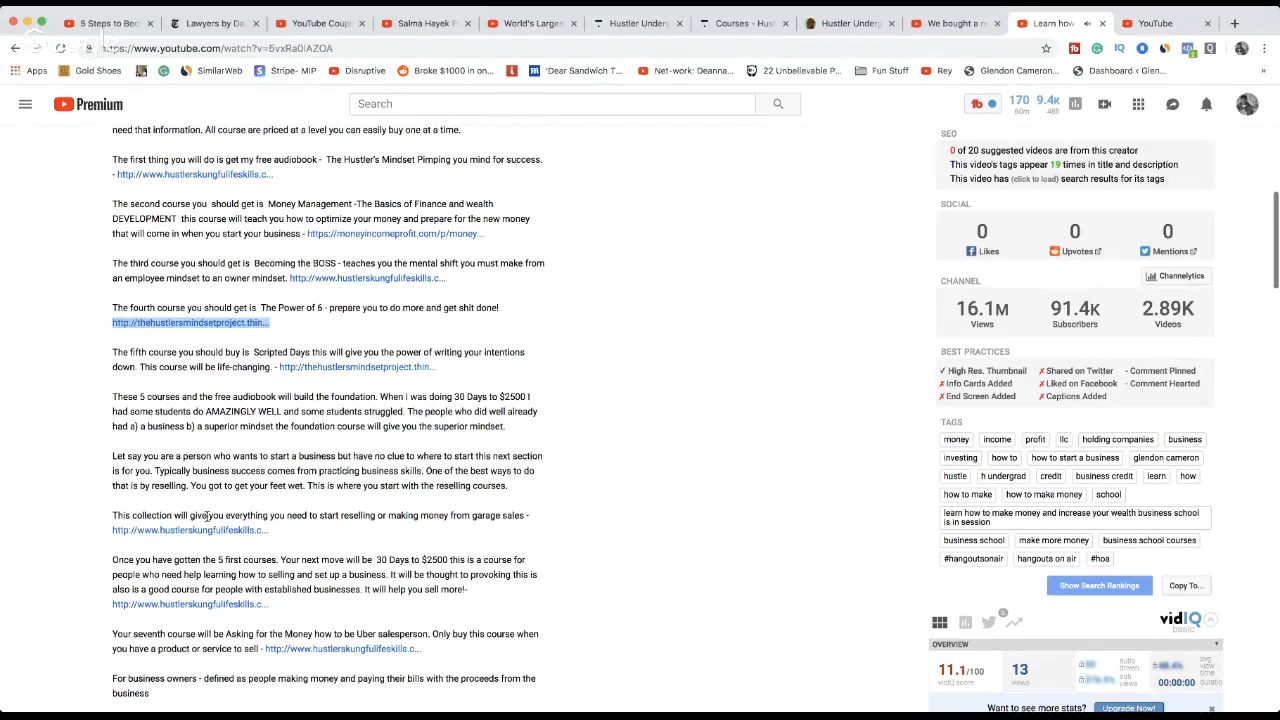 5 Steps to Bec
Lawyers by Da
YouTube Coup
Salma Hayek P
World's Larges
Hustler Underg
Courses - Hust
Hustler Underg
We bought a n
Learn how
YouTube
https://www.youtube.com/watch?v=5vxRa0IAZOA
Apps
Gold Shoes
SimilarWeb
Stripe- MIP
Disruptive
Broke $1000 in on...
'Dear Sandwich T...
Net-work: Deanna...
22 Unbelievable P...
Fun Stuff
Rey
Glendon Cameron...
Dashboard ‹ Glen...
Premium
Search
170 60m
9.4K 48h
need that information. All course are priced at a level you can easily buy one at a time.
The first thing you will do is get my free audiobook - The Hustler's Mindset Pimping you mind for success.
- http://www.hustlerskungfulifeskills.c...
The second course you should get is Money Management -The Basics of Finance and wealth
DEVELOPMENT this course will teach you how to optimize your money and prepare for the new money
that will come in when you start your business - https://moneyincomeprofit.com/p/money...
The third course you should get is Becoming the BOSS - teaches you the mental shift you must make from
an employee mindset to an owner mindset. http://www.hustlerskungfulifeskills.c...
The fourth course you should get is The Power of 6 - prepare you to do more and get shit done!
http://thehustlersmindsetproject.thin...
The fifth course you should buy is Scripted Days this will give you the power of writing your intentions
down. This course will be life-changing. - http://thehustlersmindsetproject.thin...
These 5 courses and the free audiobook will build the foundation. When I was doing 30 Days to $2500 I
had some students do AMAZINGLY WELL and some students struggled. The people who did well already
had a) a business b) a superior mindset the foundation course will give you the superior mindset.
Let say you are a person who wants to start a business but have no clue to where to start this next section
is for you. Typically business success comes from practicing business skills. One of the best ways to do
that is by reselling. You got to get your feet wet. This is where you start with the reselling courses.
This collection will give you everything you need to start reselling or making money from garage sales -
http://www.hustlerskungfulifeskills.c...
Once you have gotten the 5 first courses. Your next move will be 30 Days to $2500 this is a course for
people who need help learning how to selling and set up a business. It will be thought to provoking this is
also is a good course for people with established businesses. It will help you sell more!-
http://www.hustlerskungfulifeskills.c...
Your seventh course will be Asking for the Money how to be Uber salesperson. Only buy this course when
you have a product or service to sell - http://www.hustlerskungfulifeskills.c...
For business owners - defined as people making money and paying their bills with the proceeds from the
business
SEO
0 of 20 suggested videos are from this creator
This video's tags appear 19 times in title and description
This video has (click to load) search results for its tags
SOCIAL
0 0 0
Likes Upvotes Mentions
CHANNEL
Channelytics
16.1M 91.4K 2.89K
Views Subscribers Videos
BEST PRACTICES
✓ High Res. Thumbnail ✗ Shared on Twitter - Comment Pinned
✗ Info Cards Added ✗ Liked on Facebook - Comment Hearted
✗ End Screen Added ✗ Captions Added
TAGS
money income profit llc holding companies business
investing how to how to start a business glendon cameron
hustle h undergrad credit business credit learn how
how to make how to make money school
learn how to make money and increase your wealth business school
is in session
business school make more money business school courses
#hangoutsonair hangouts on air #hoa
Show Search Rankings Copy To...
0
vidIQ
basic
OVERVIEW
11.1/100
vidIQ score
13
views
subs driven
sub views
avg view time
00:00:00 duratio
Want to see more stats? Upgrade Now!